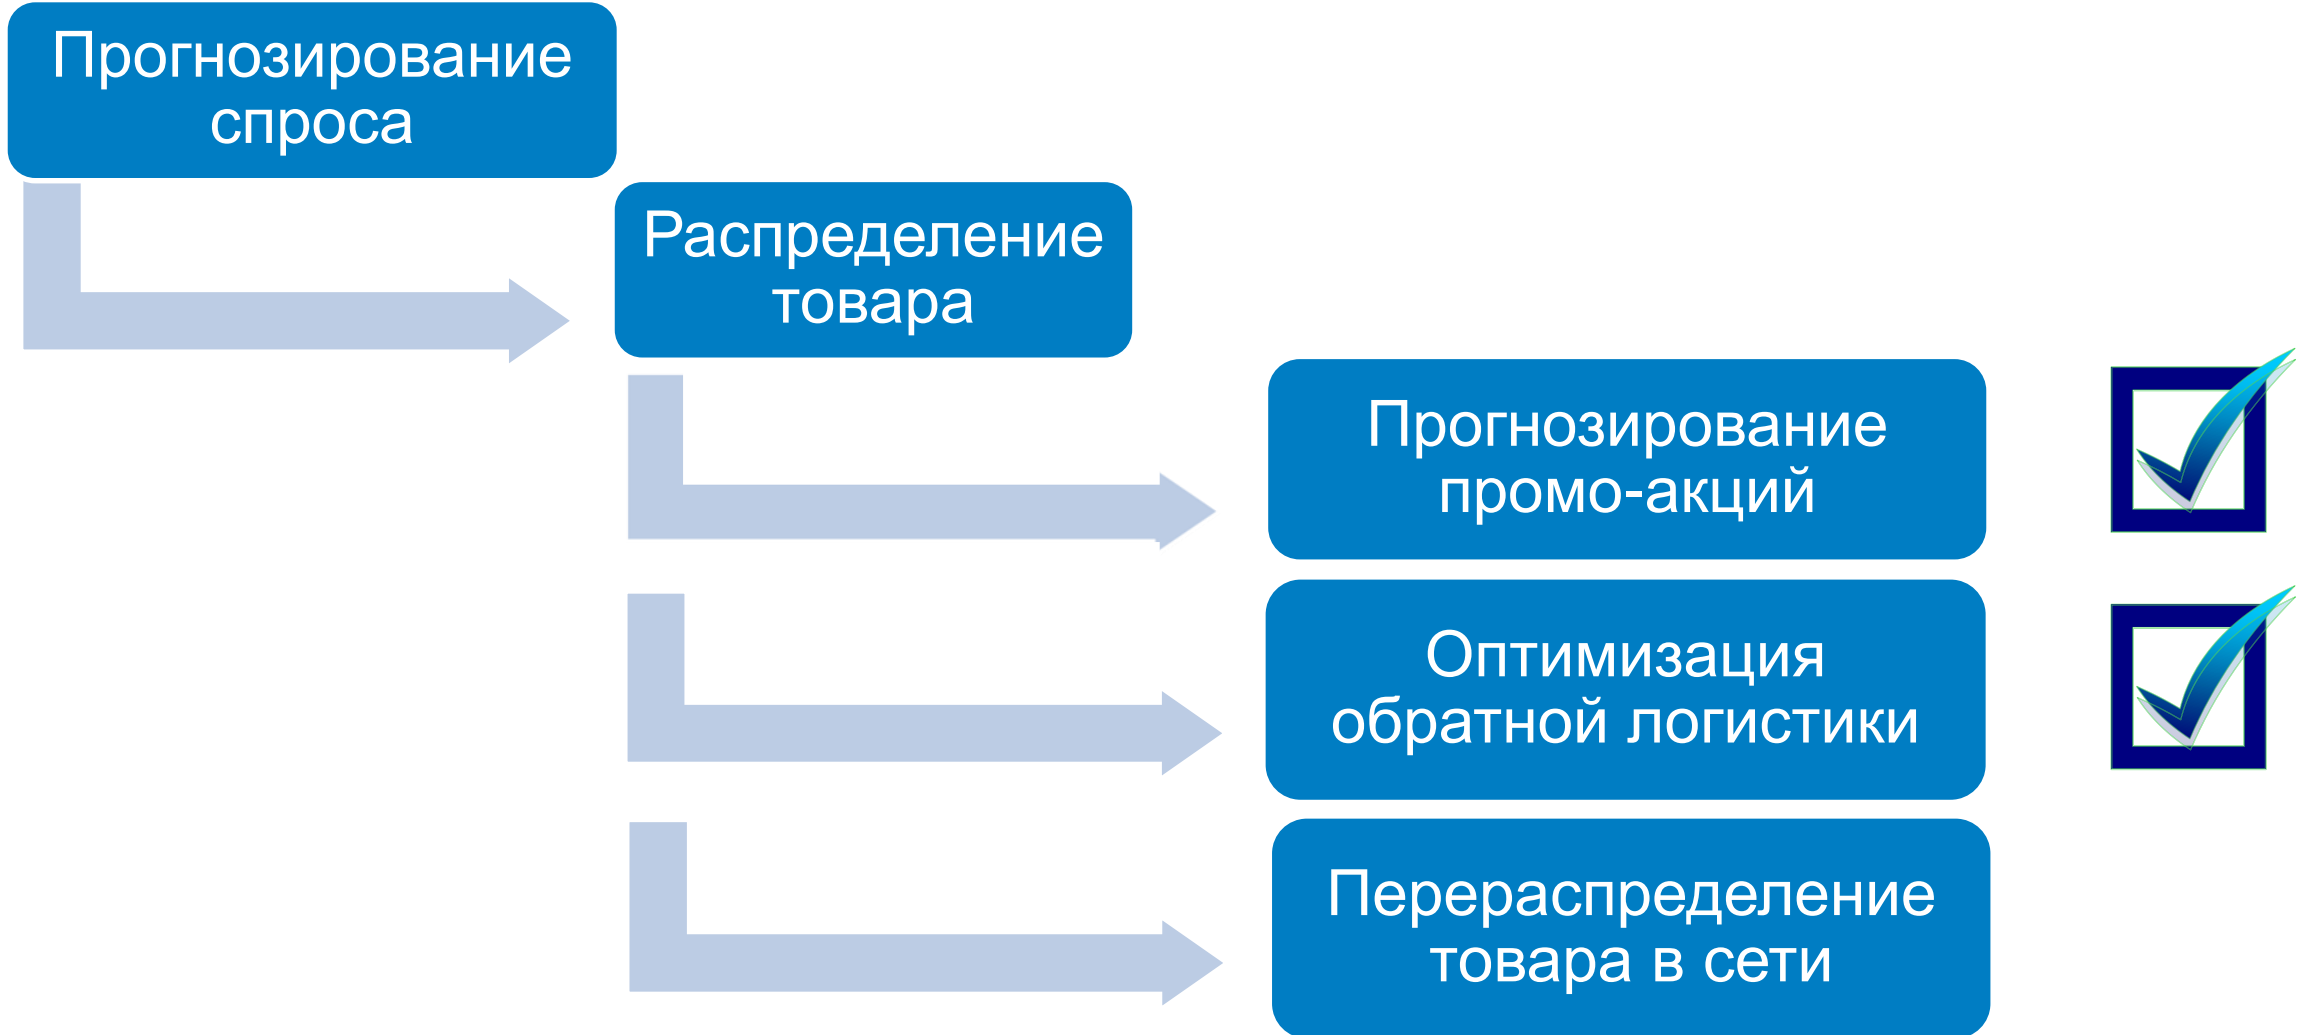 Прогнозирование
спроса
Распределение
товара
Прогнозирование
промо-акций
Оптимизация
обратной логистики
Перераспределение
товара в сети